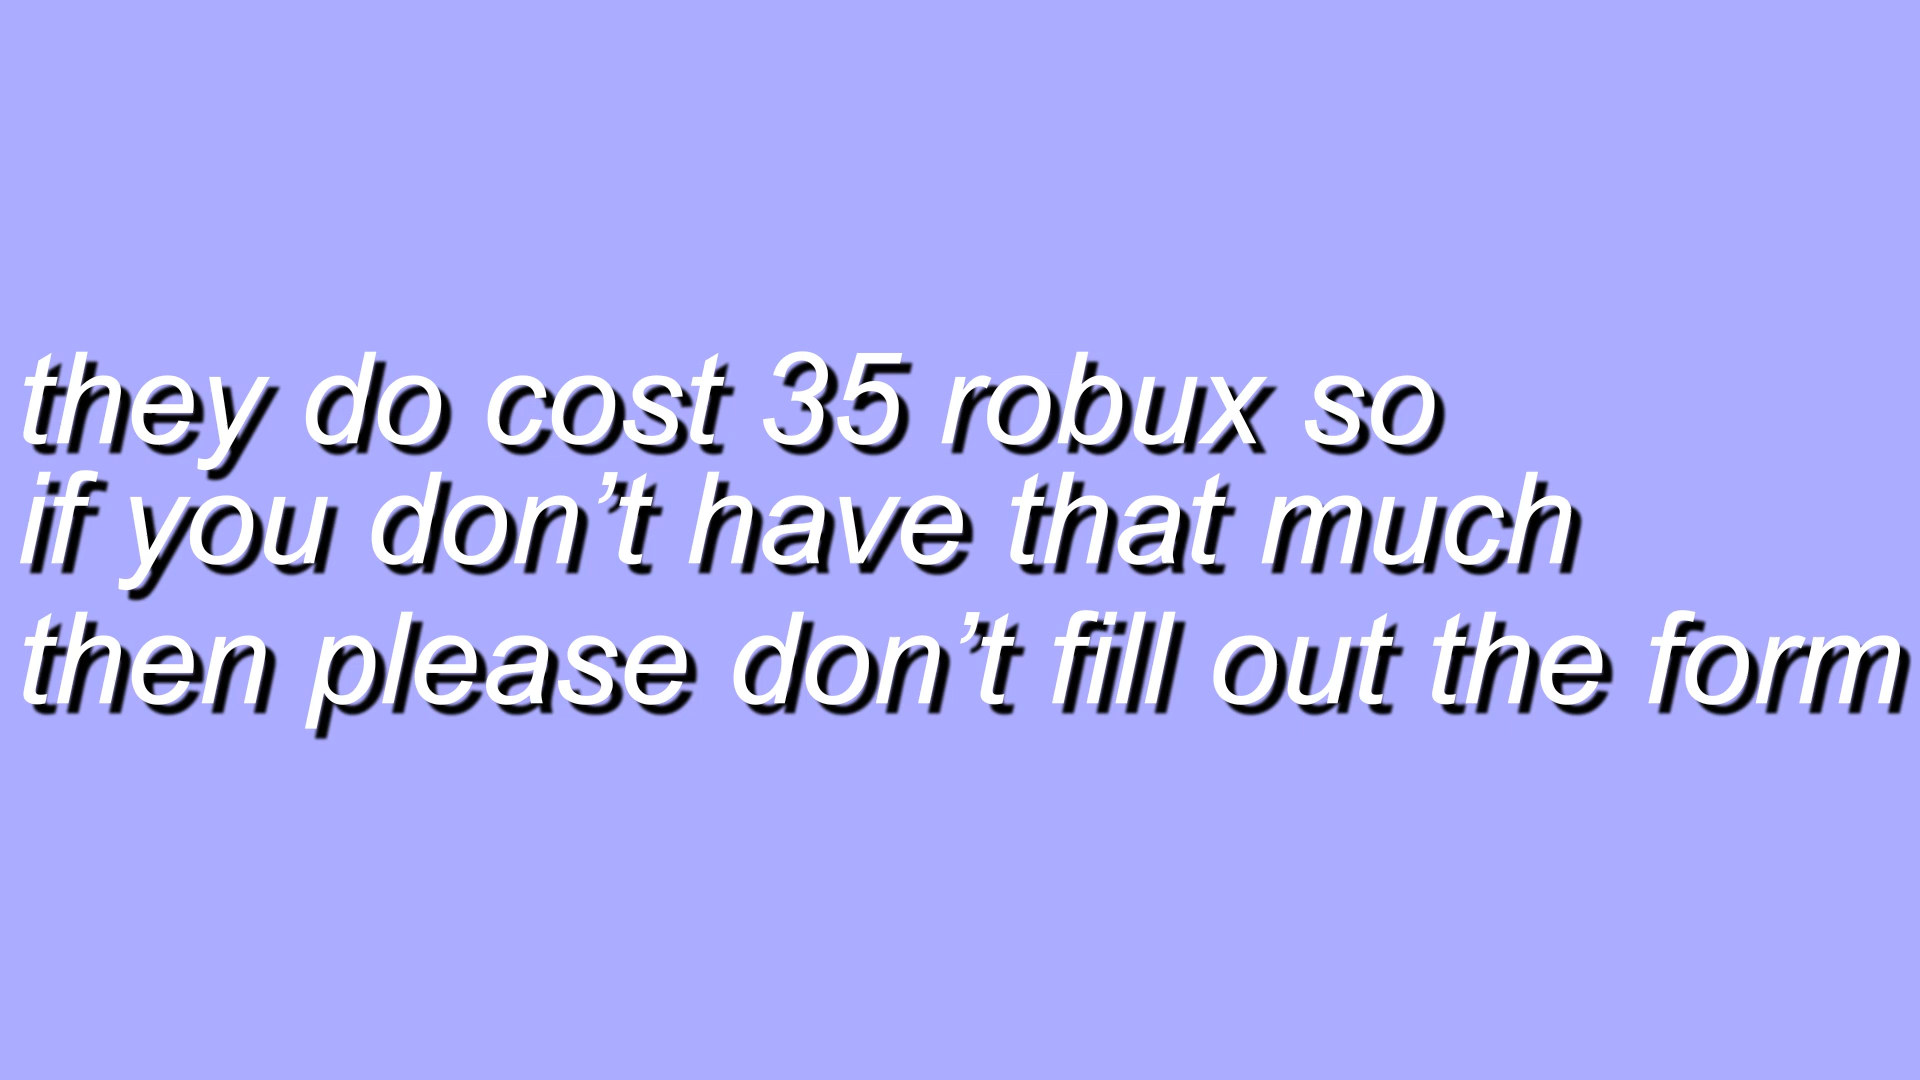 they do cost 35 robux so
if you don’t have that much
then please don’t fill out the form